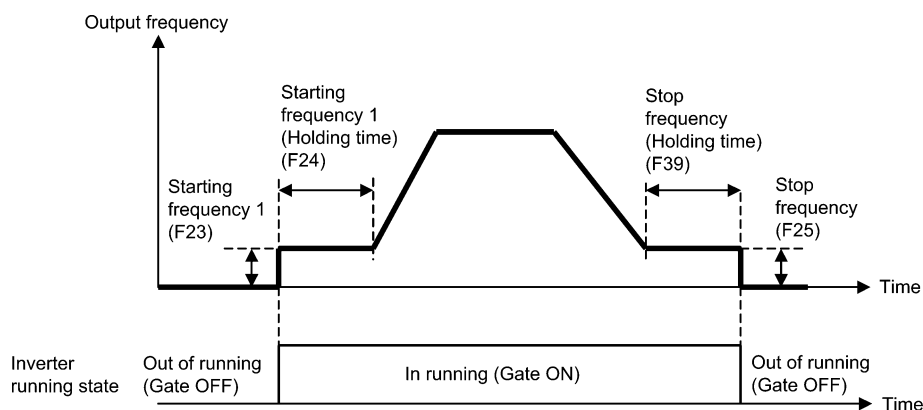 Output frequency
Starting
frequency 1
(Holding time)
(F24)
Stop
frequency
(Holding time)
(F39)
Starting
frequency 1
(F23)
Stop
frequency
(F25)
Time
Inverter
running state
Out of running
(Gate OFF)
In running (Gate ON)
Out of running
(Gate OFF)
Time